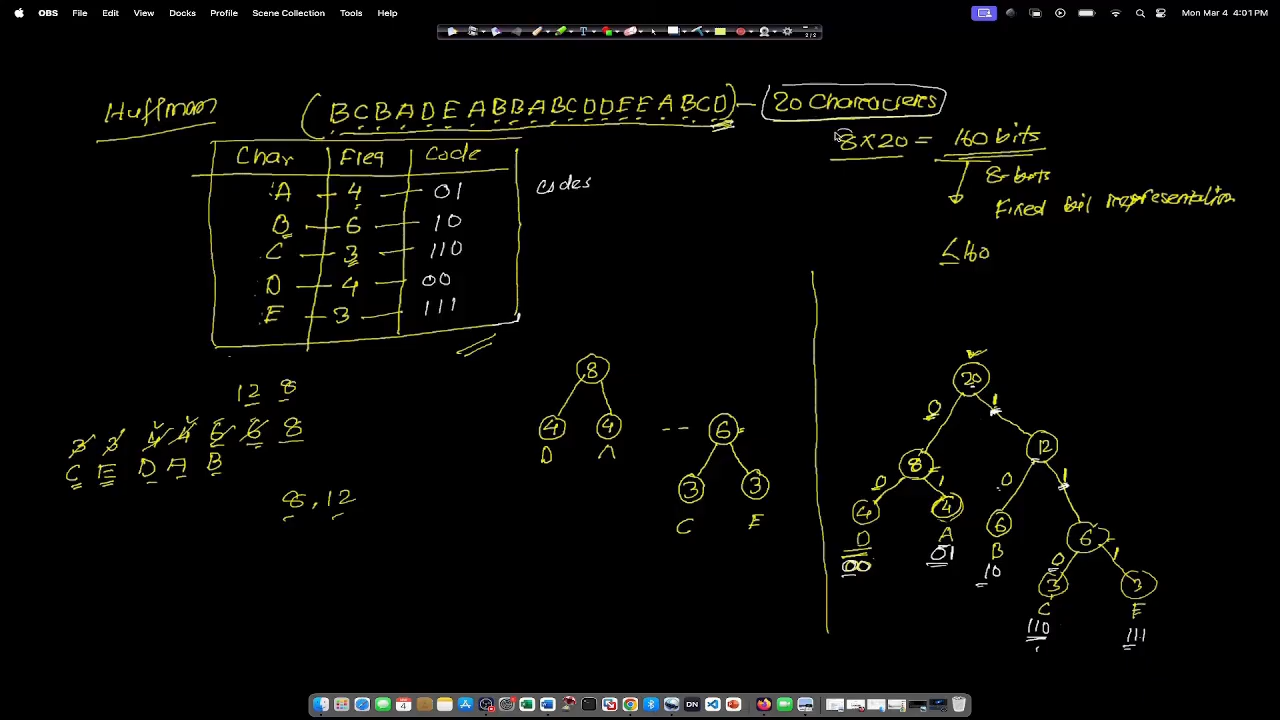 OBS File Edit View Docks Profile Scene Collection Tools Help Mon Mar 4 4:01 PM
2/2
Huffman (BCBADEABBABCDDEEABCD) - 20 Characters
8x20 = 160 bits
8-bits
Fixed bit representation
≤160
Char Freq Code
A - 4 - 01
B - 6 - 10
C - 3 - 110
D - 4 - 00
E - 3 - 111
codes
12 8
3 3 4 4 6 6 8
C E D A B
8, 12
8
4 4
D A
-- 6
3 3
C E
20
0 1
8 12
0 1 0 1
4 4 6 6
D A B
00 01 10
0 1
3 3
C E
110 111
DN